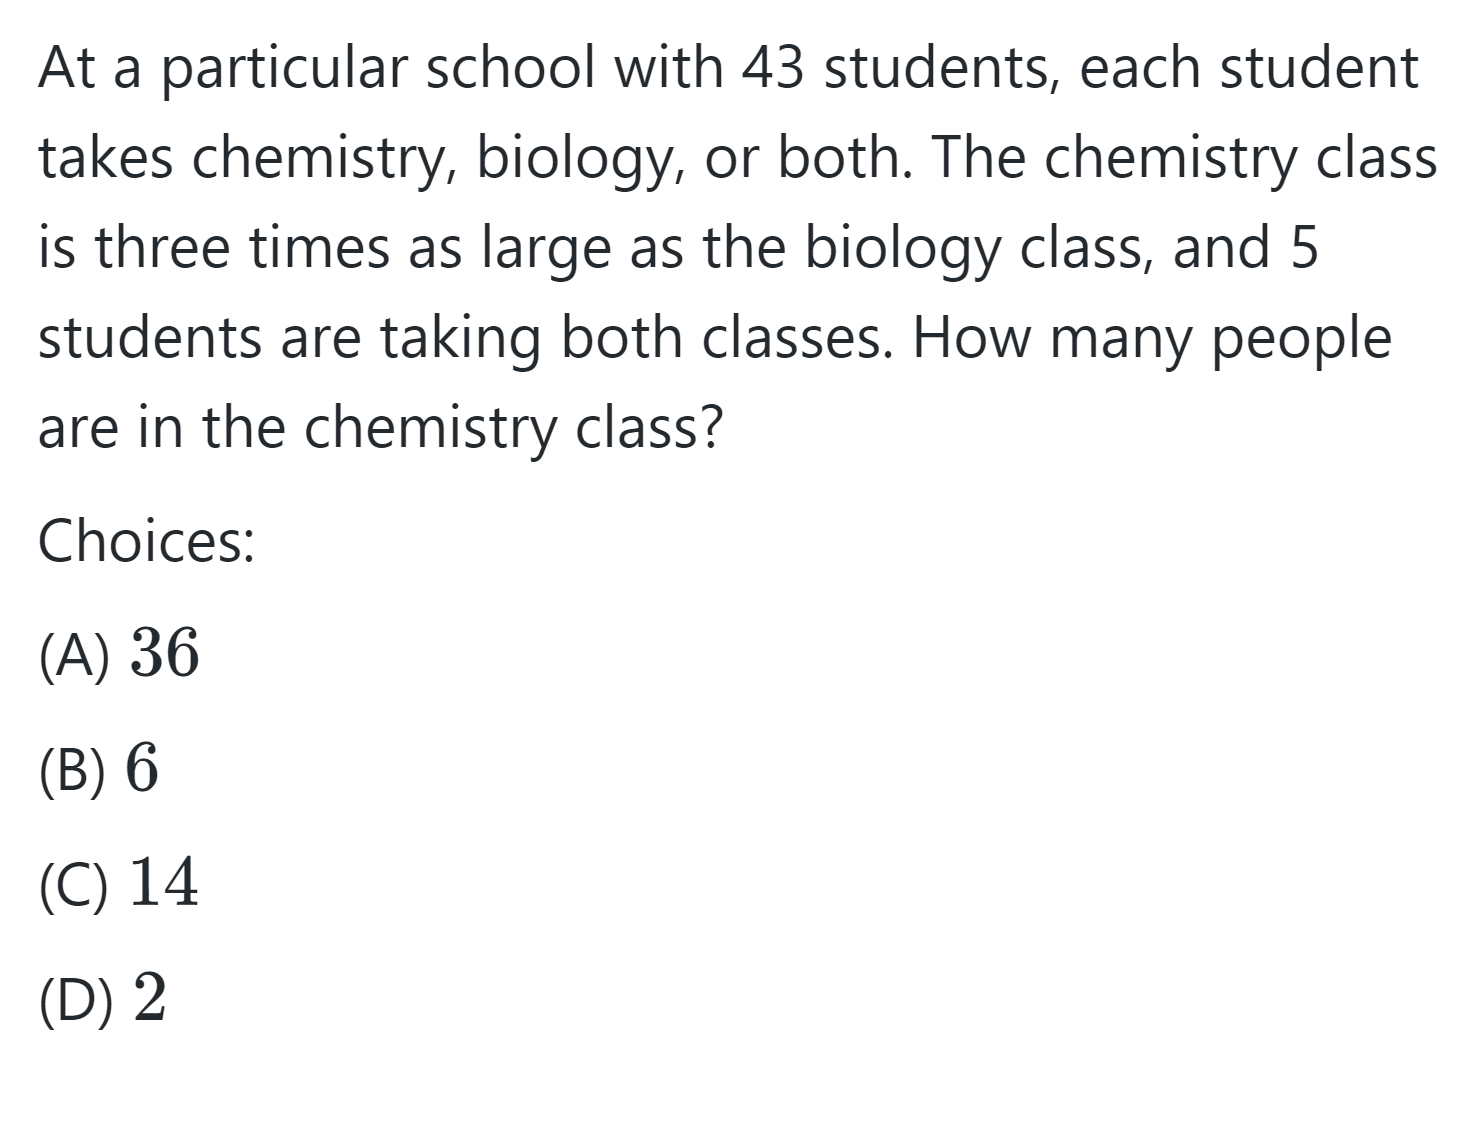 At a particular school with 43 students, each student
takes chemistry, biology, or both. The chemistry class
is three times as large as the biology class, and 5
students are taking both classes. How many people
are in the chemistry class?
Choices:
(A) 36
(B) 6
(C) 14
(D) 2